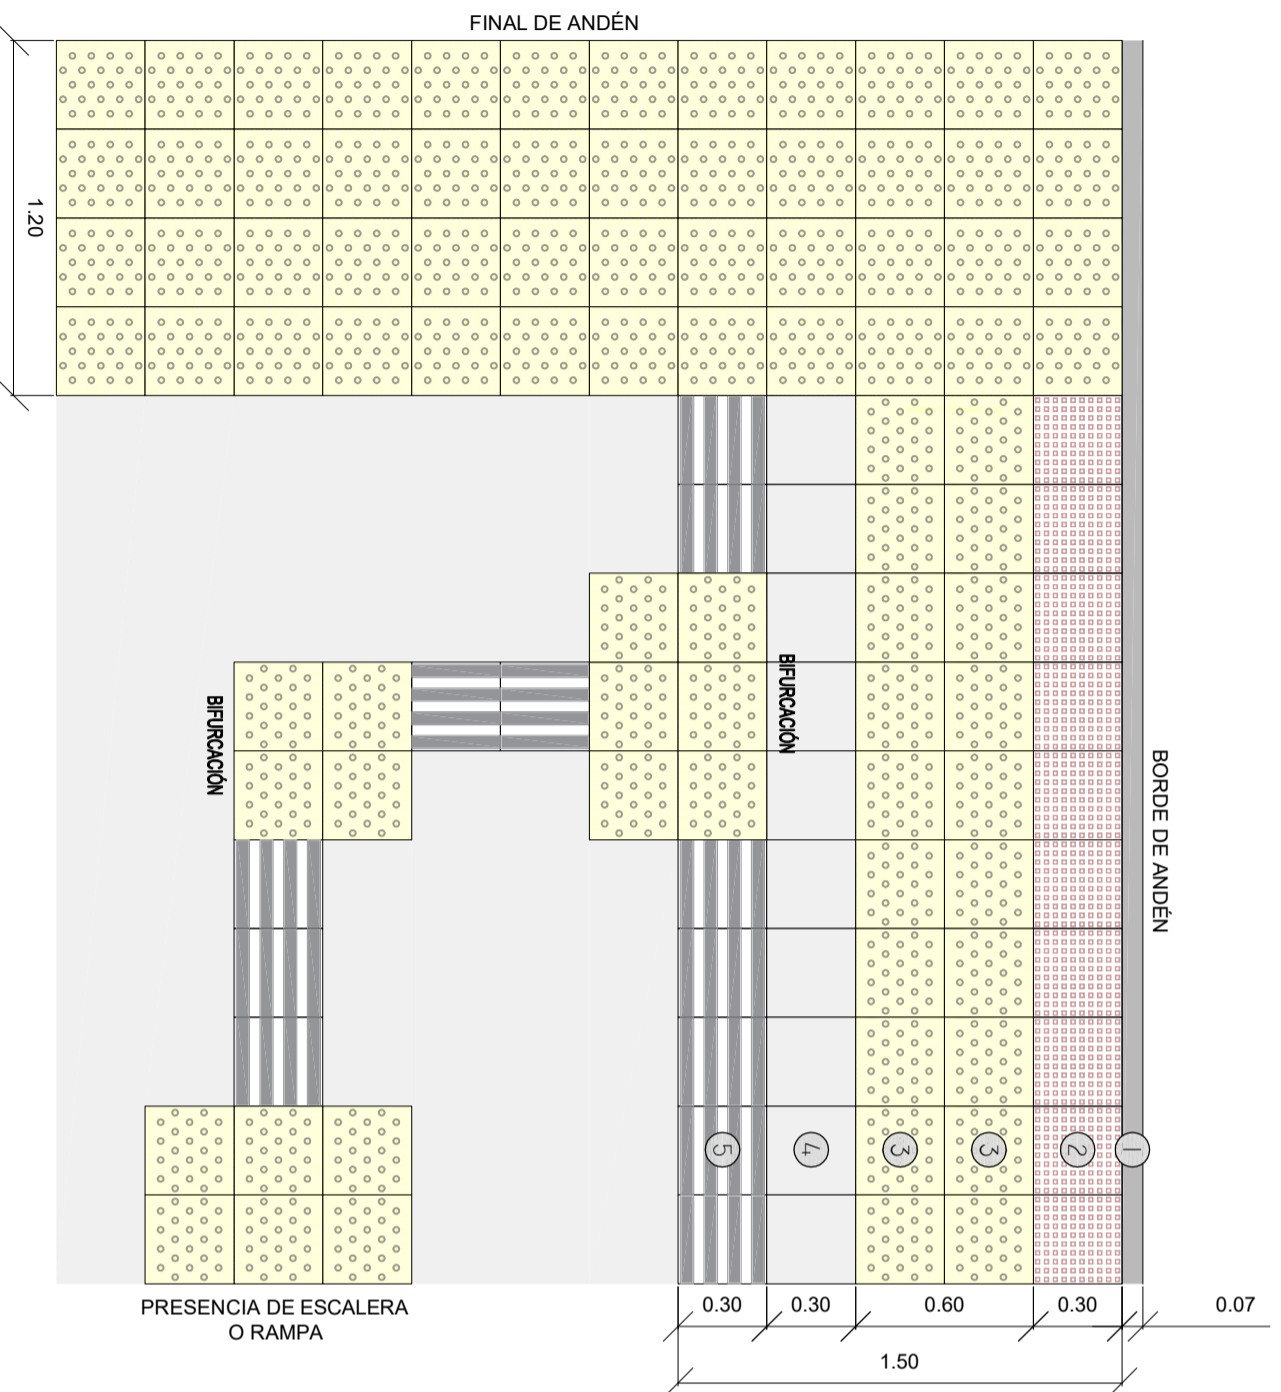 FINAL DE ANDÉN
1.20
BIFURCACIÓN
BIFURCACIÓN
BORDE DE ANDÉN
5
4
3
3
2
1
PRESENCIA DE ESCALERA
O RAMPA
0.30
0.30
0.60
0.30
0.07
1.50